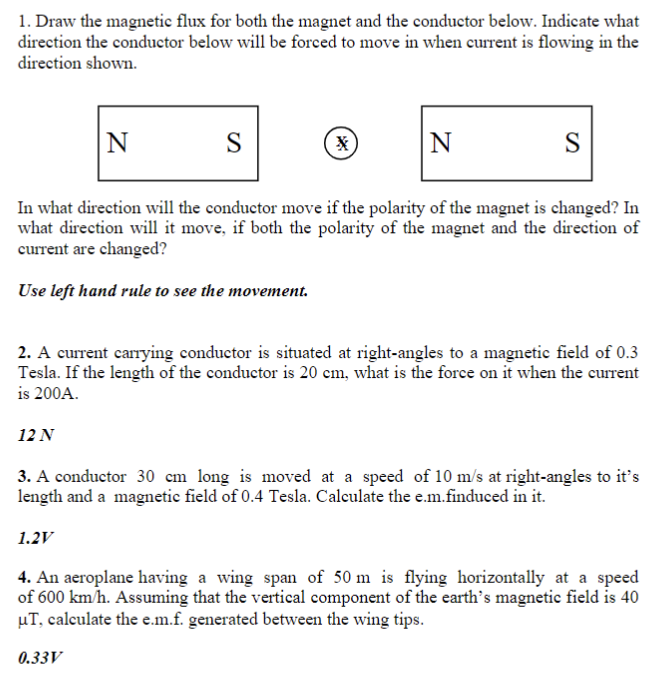 1. Draw the magnetic flux for both the magnet and the conductor below. Indicate what
direction the conductor below will be forced to move in when current is flowing in the
direction shown.
N S X N S
In what direction will the conductor move if the polarity of the magnet is changed? In
what direction will it move, if both the polarity of the magnet and the direction of
current are changed?
Use left hand rule to see the movement.
2. A current carrying conductor is situated at right-angles to a magnetic field of 0.3
Tesla. If the length of the conductor is 20 cm, what is the force on it when the current
is 200A.
12 N
3. A conductor 30 cm long is moved at a speed of 10 m/s at right-angles to it's
length and a magnetic field of 0.4 Tesla. Calculate the e.m.finduced in it.
1.2V
4. An aeroplane having a wing span of 50 m is flying horizontally at a speed
of 600 km/h. Assuming that the vertical component of the earth's magnetic field is 40
µT, calculate the e.m.f. generated between the wing tips.
0.33V